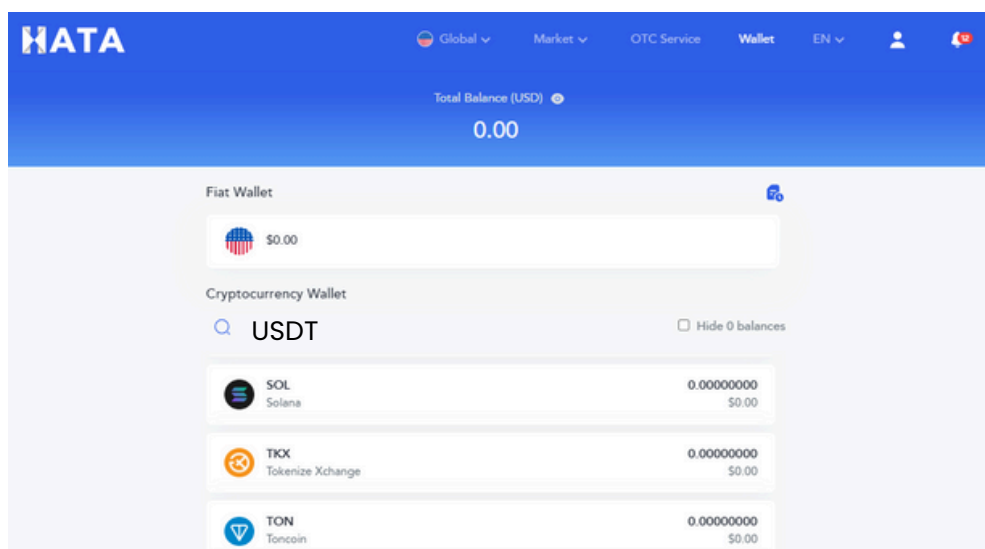 HATA
Global
Market
OTC Service
Wallet
EN
12
Total Balance (USD)
0.00
Fiat Wallet
$0.00
Cryptocurrency Wallet
USDT
Hide 0 balances
SOL
0.00000000
Solana
$0.00
TKX
0.00000000
Tokenize Xchange
$0.00
TON
0.00000000
Toncoin
$0.00